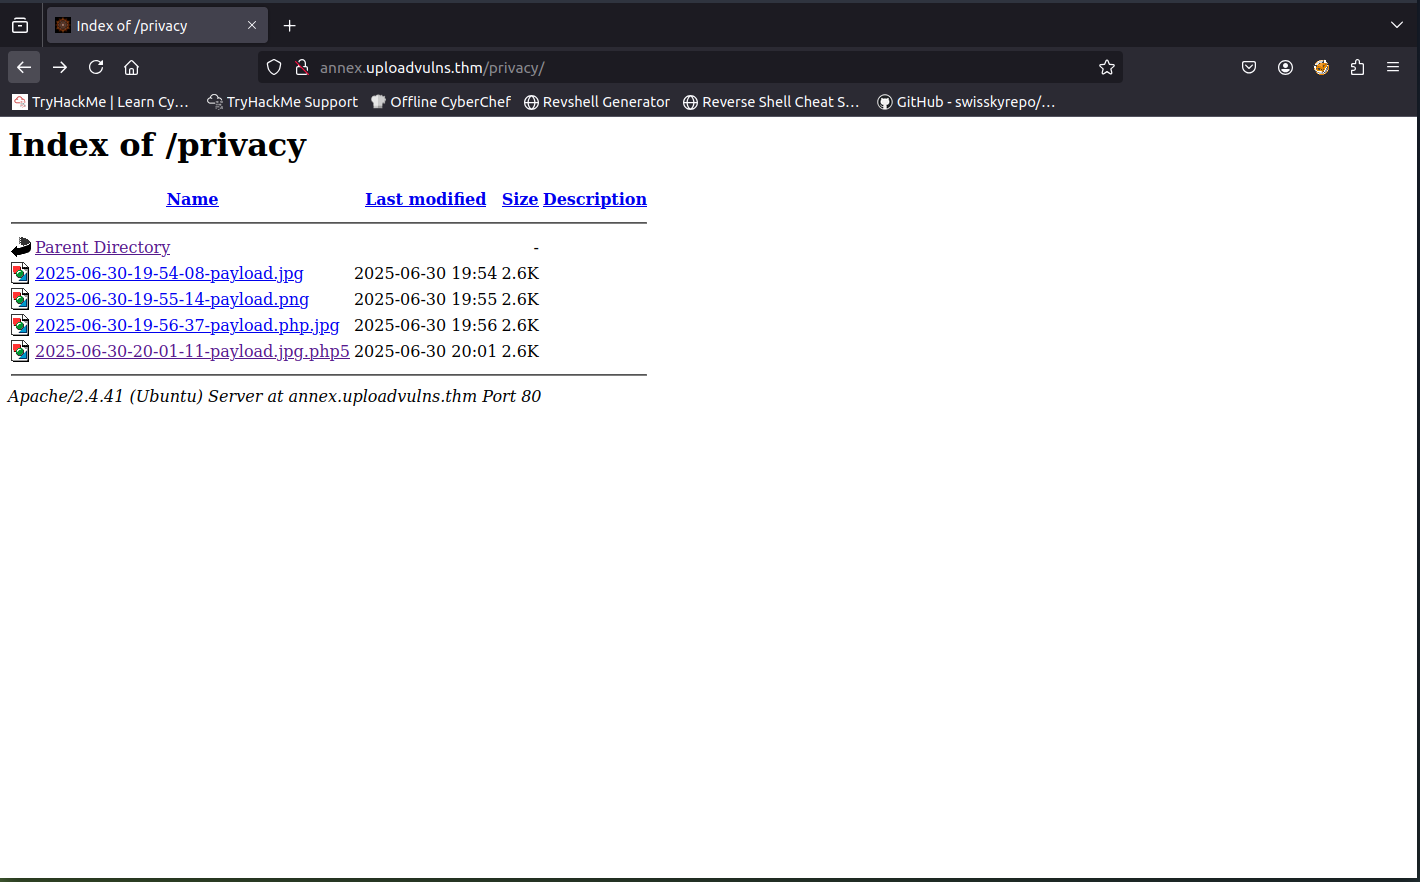 Index of /privacy
annex.uploadvulns.thm/privacy/
TryHackMe | Learn Cy… TryHackMe Support Offline CyberChef Revshell Generator Reverse Shell Cheat S… GitHub - swisskyrepo/…
Index of /privacy
Name Last modified Size Description
Parent Directory -
2025-06-30-19-54-08-payload.jpg 2025-06-30 19:54 2.6K
2025-06-30-19-55-14-payload.png 2025-06-30 19:55 2.6K
2025-06-30-19-56-37-payload.php.jpg 2025-06-30 19:56 2.6K
2025-06-30-20-01-11-payload.jpg.php5 2025-06-30 20:01 2.6K
Apache/2.4.41 (Ubuntu) Server at annex.uploadvulns.thm Port 80